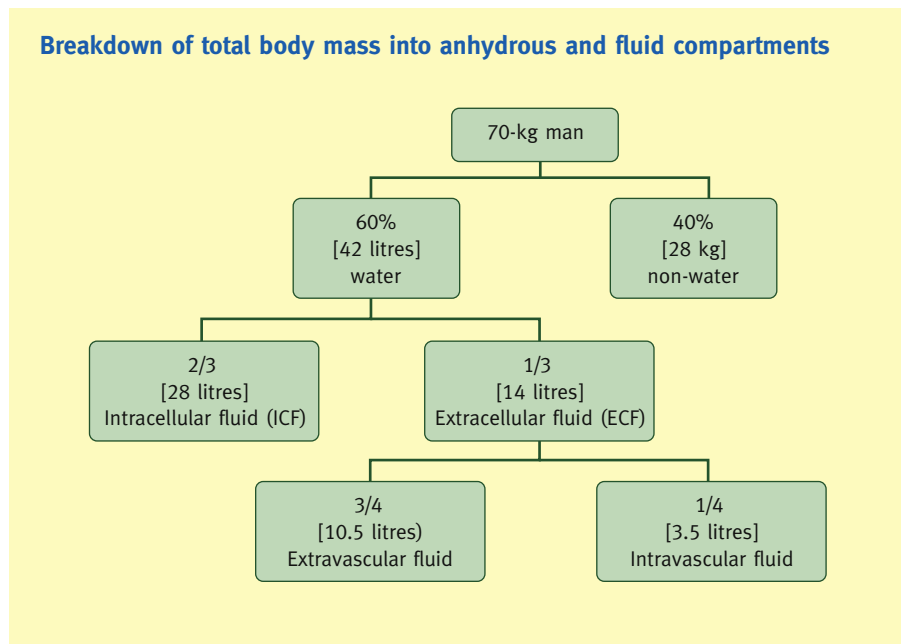 Breakdown of total body mass into anhydrous and fluid compartments
70-kg man
60%
[42 litres]
water
40%
[28 kg]
non-water
2/3
[28 litres]
Intracellular fluid (ICF)
1/3
[14 litres]
Extracellular fluid (ECF)
3/4
[10.5 litres)
Extravascular fluid
1/4
[3.5 litres]
Intravascular fluid